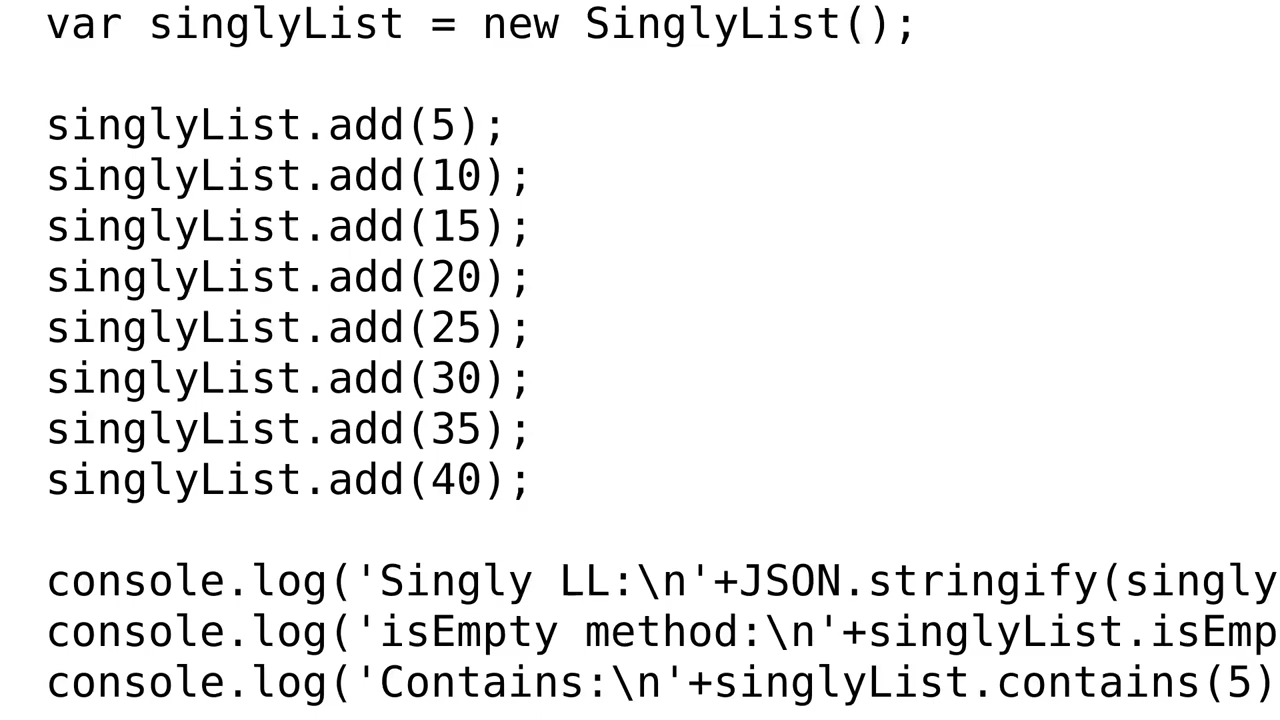 var singlyList = new SinglyList();
singlyList.add(5);
singlyList.add(10);
singlyList.add(15);
singlyList.add(20);
singlyList.add(25);
singlyList.add(30);
singlyList.add(35);
singlyList.add(40);
console.log('Singly LL:\n'+JSON.stringify(singly
console.log('isEmpty method:\n'+singlyList.isEmp
console.log('Contains:\n'+singlyList.contains(5)